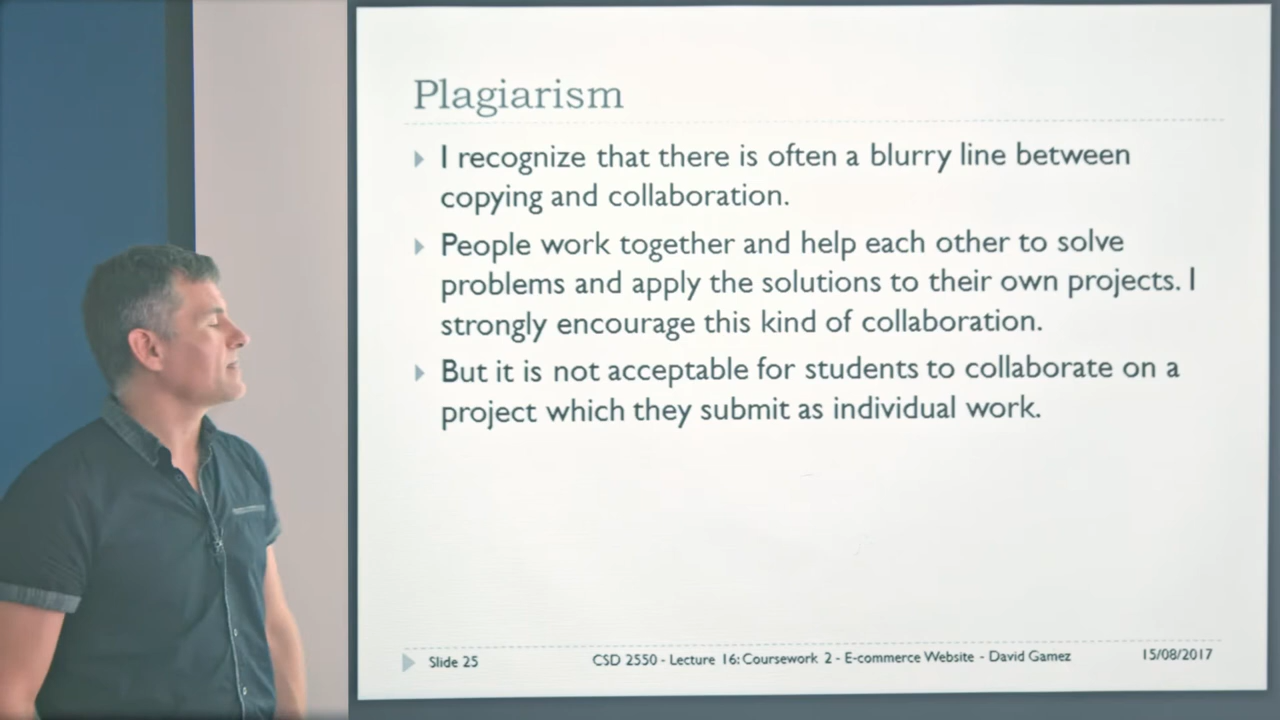 Plagiarism
I recognize that there is often a blurry line between
copying and collaboration.
People work together and help each other to solve
problems and apply the solutions to their own projects. I
strongly encourage this kind of collaboration.
But it is not acceptable for students to collaborate on a
project which they submit as individual work.
Slide 25
CSD 2550 - Lecture 16: Coursework 2 - E-commerce Website - David Gamez
15/08/2017